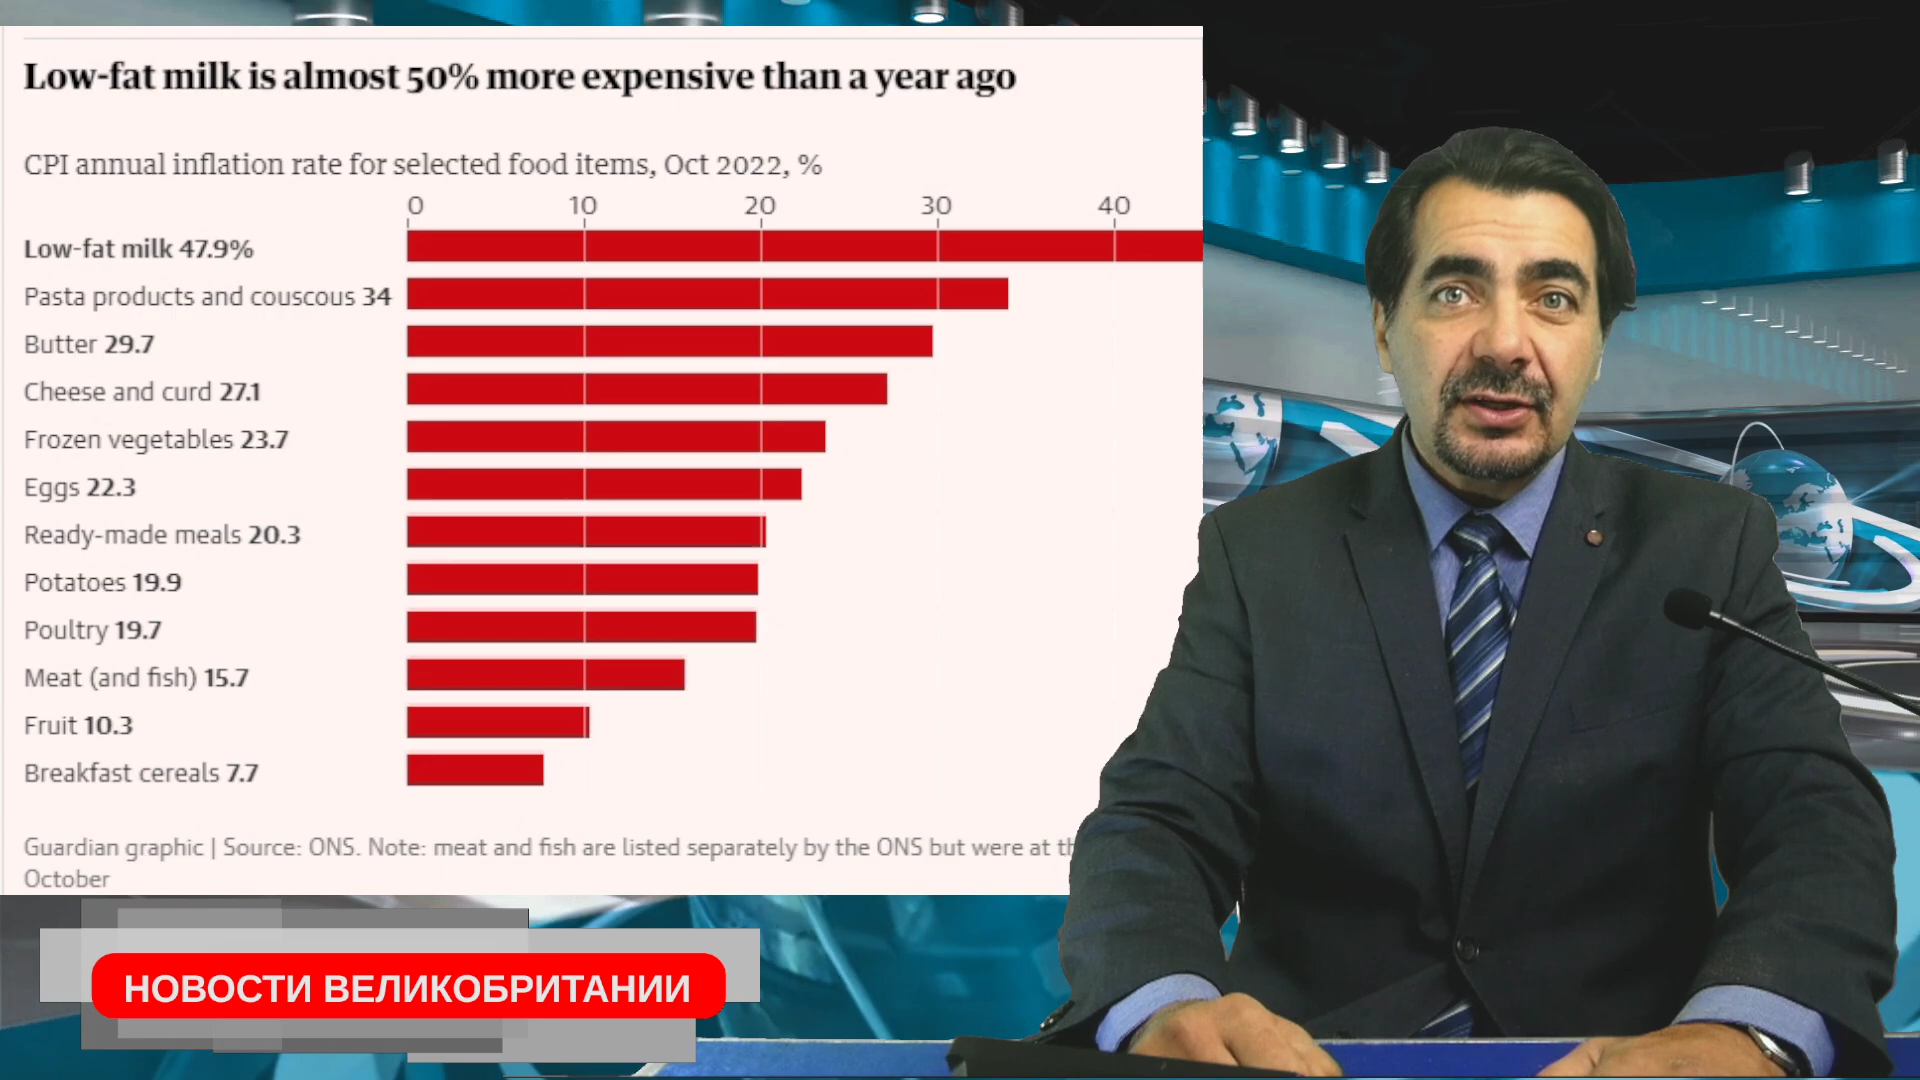 Low-fat milk is almost 50% more expensive than a year ago
CPI annual inflation rate for selected food items, Oct 2022, %
0 10 20 30 40
Low-fat milk 47.9%
Pasta products and couscous 34
Butter 29.7
Cheese and curd 27.1
Frozen vegetables 23.7
Eggs 22.3
Ready-made meals 20.3
Potatoes 19.9
Poultry 19.7
Meat (and fish) 15.7
Fruit 10.3
Breakfast cereals 7.7
Guardian graphic | Source: ONS. Note: meat and fish are listed separately by the ONS but were at
October
НОВОСТИ ВЕЛИКОБРИТАНИИ